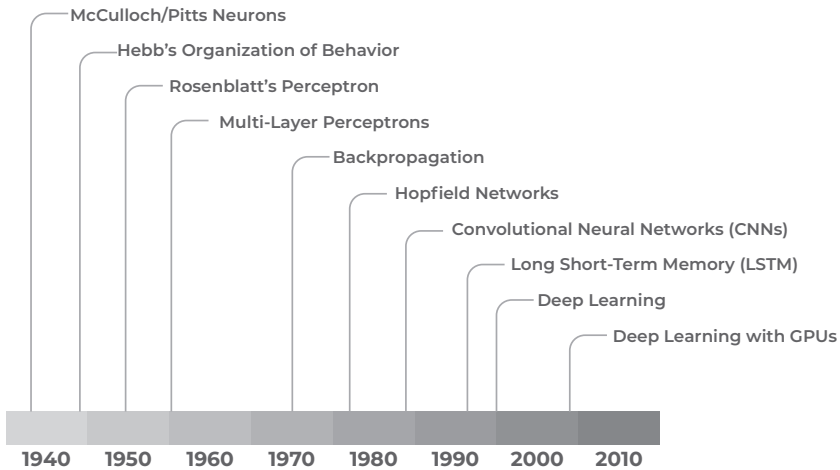 McCulloch/Pitts Neurons
Hebb’s Organization of Behavior
Rosenblatt’s Perceptron
Multi-Layer Perceptrons
Backpropagation
Hopfield Networks
Convolutional Neural Networks (CNNs)
Long Short-Term Memory (LSTM)
Deep Learning
Deep Learning with GPUs
1940 1950 1960 1970 1980 1990 2000 2010